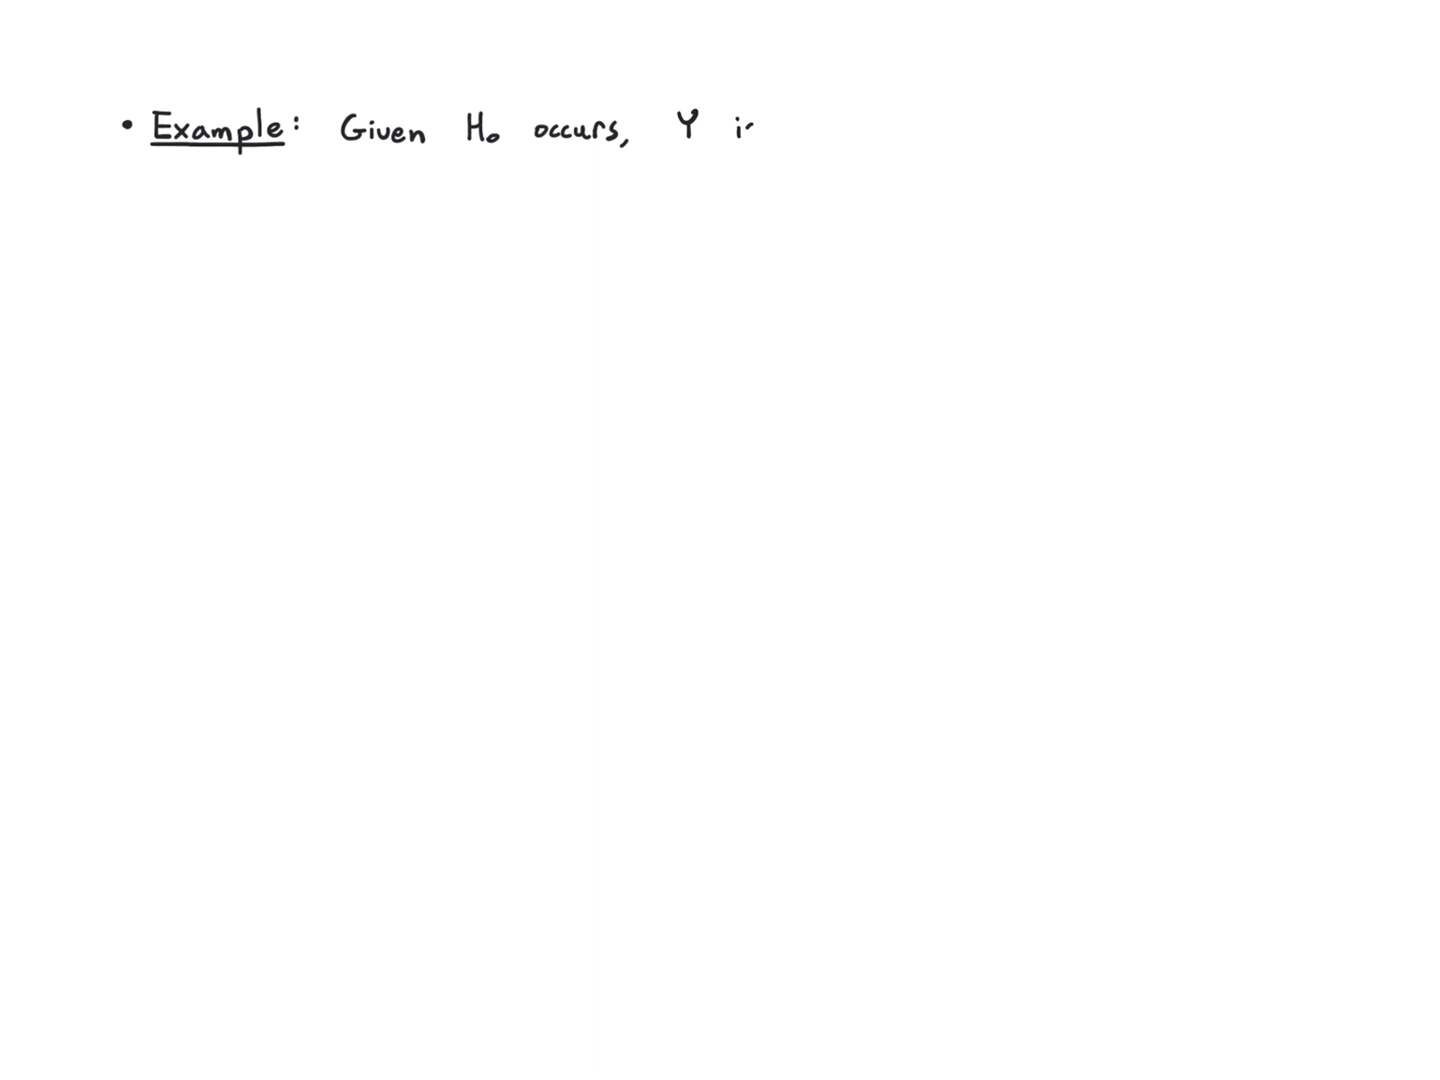 • Example: Given H₀ occurs, Y i